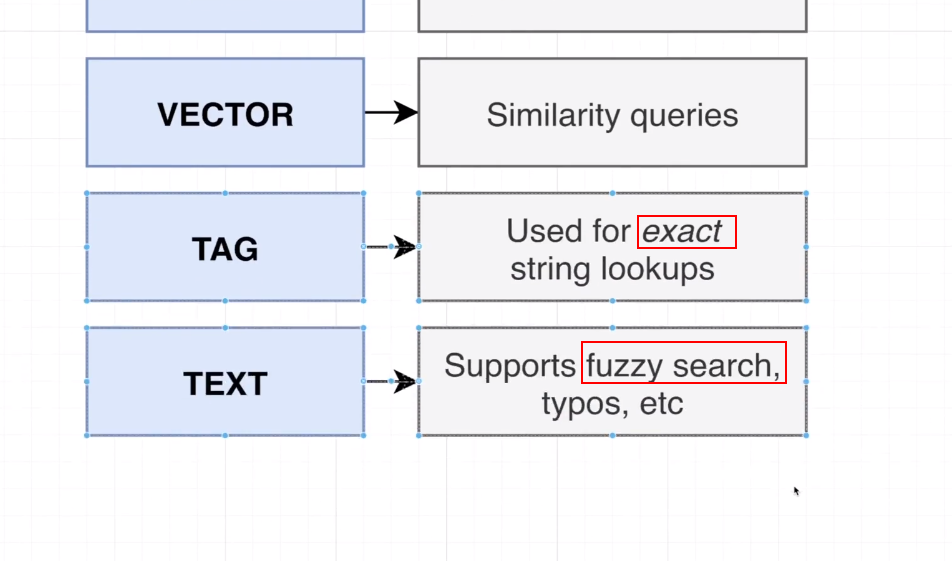 VECTOR
Similarity queries
TAG
Used for exact
string lookups
TEXT
Supports fuzzy search,
typos, etc